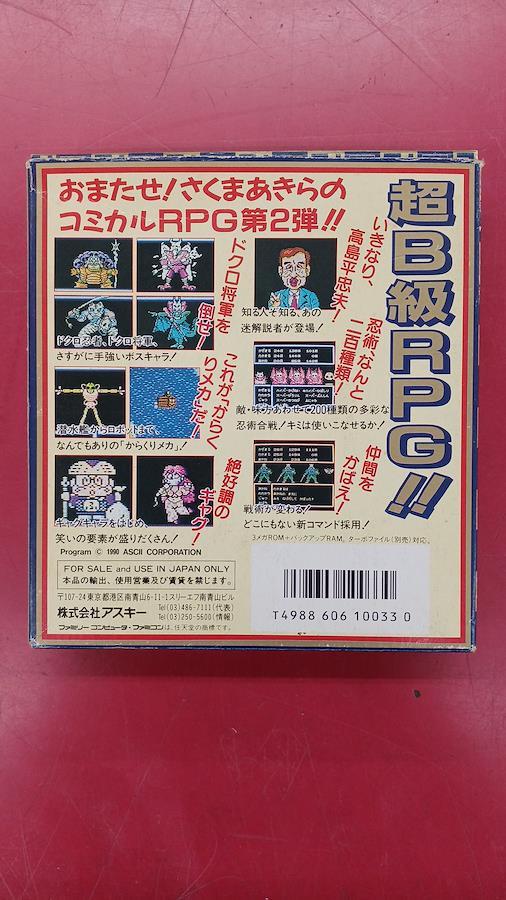 おまたせ!さくまあきらの
コミカルRPG第2弾!!
超B級RPG!!
いきなり、
高島平忠夫!
知る人ぞ知る、あの
迷解説者が登場!
ドクロ将軍を
倒せ!
ドクロ忍者、ドクロ将軍、
さすがに手強いボスキャラ!
忍術、なんと
二百種類!
敵・味方あわせて200種類の多彩な
忍術合戦!キミは使いこなせるか!
これが、からく
りメカ」だ!
潜水艦からロボットまで、
なんでもありの「からくりメカ」!
仲間を
かばえ!
戦術が変わる!
どこにもない新コマンド採用!
絶好調の
ギャグ!
ギャグキャラをはじめ、
笑いの要素が盛りだくさん!
3メガROM+バックアップRAM。ターボファイル(別売)対応。
Program © 1990 ASCII CORPORATION
FOR SALE and USE IN JAPAN ONLY
本品の輸出、使用営業及び賃貸を禁じます。
〒107-24 東京都港区南青山6-11-1スリーエフ南青山ビル
株式会社アスキー
Tel(03)486-7111(代表)
Tel(03)250-5600(情報)
ファミリーコンピュータ・ファミコンは、任天堂の商標です。
T4988 606 10033 0